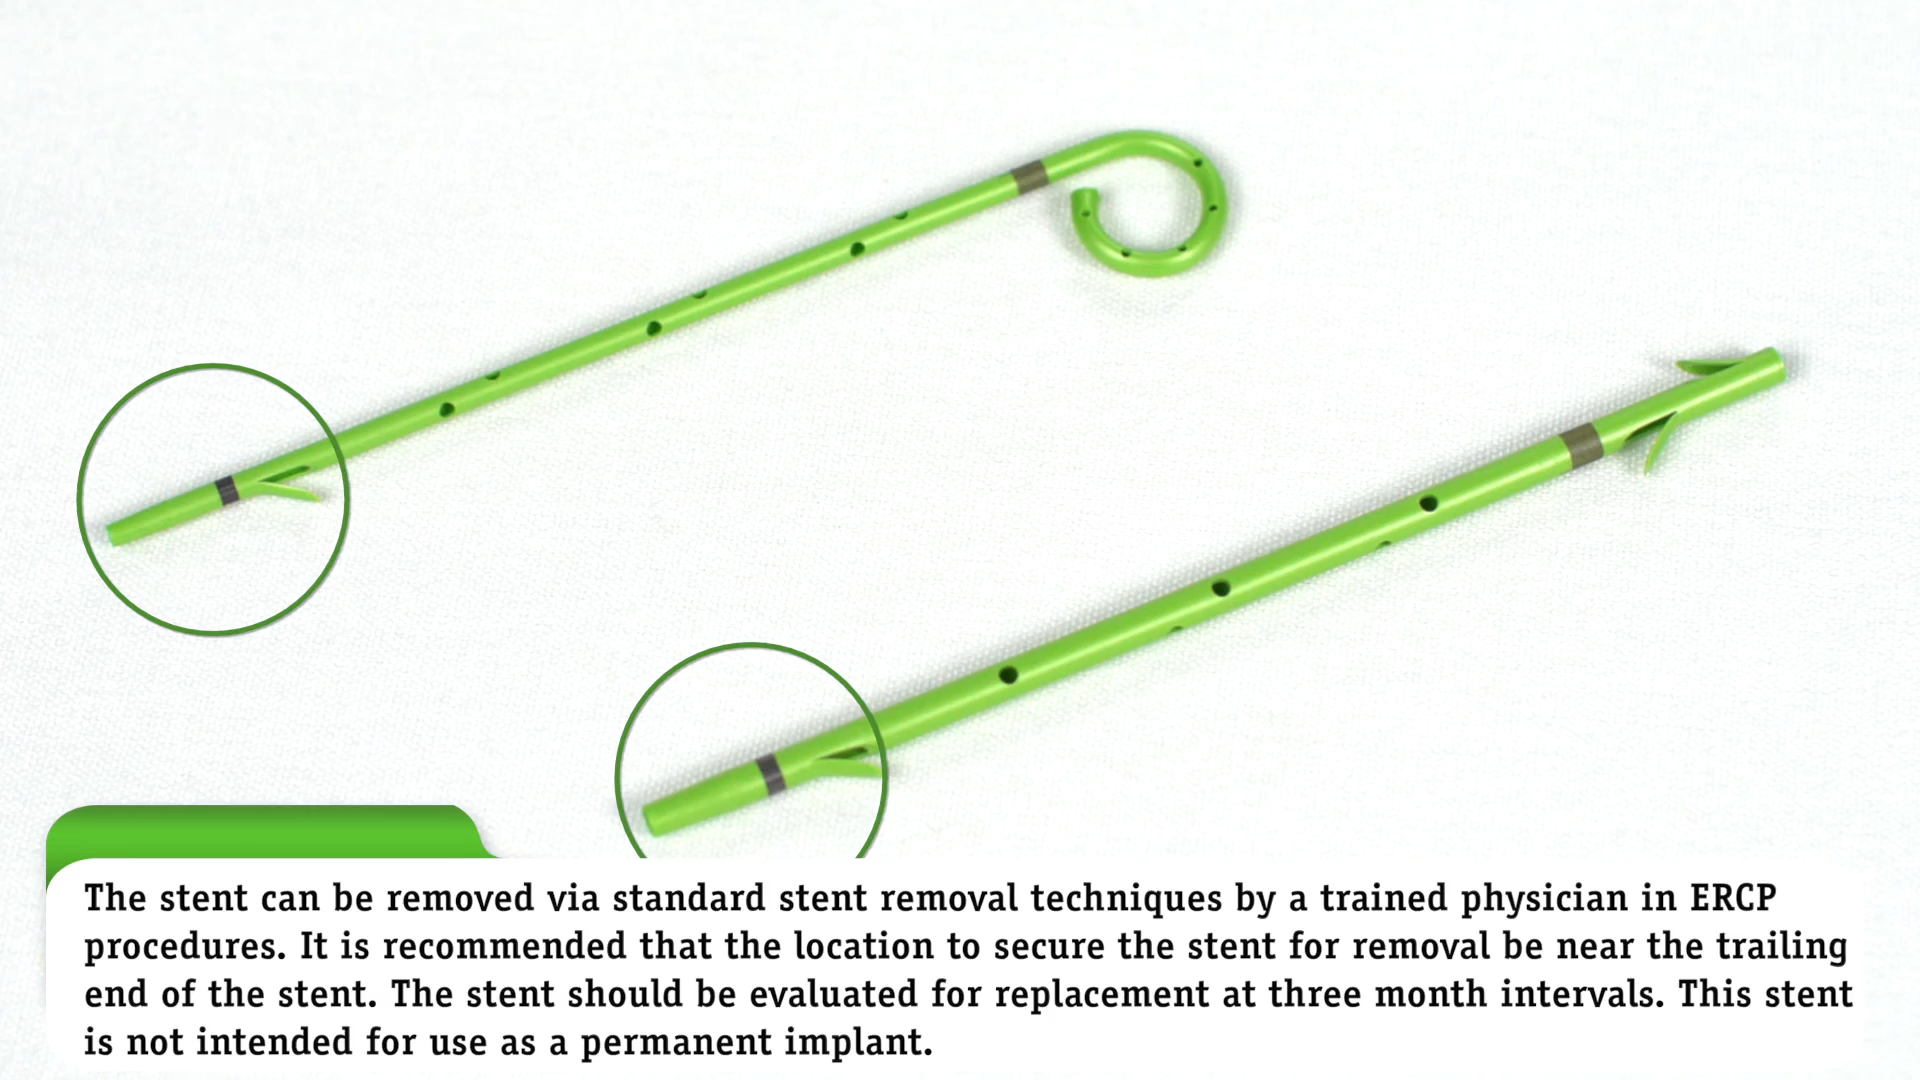 The stent can be removed via standard stent removal techniques by a trained physician in ERCP
procedures. It is recommended that the location to secure the stent for removal be near the trailing
end of the stent. The stent should be evaluated for replacement at three month intervals. This stent
is not intended for use as a permanent implant.